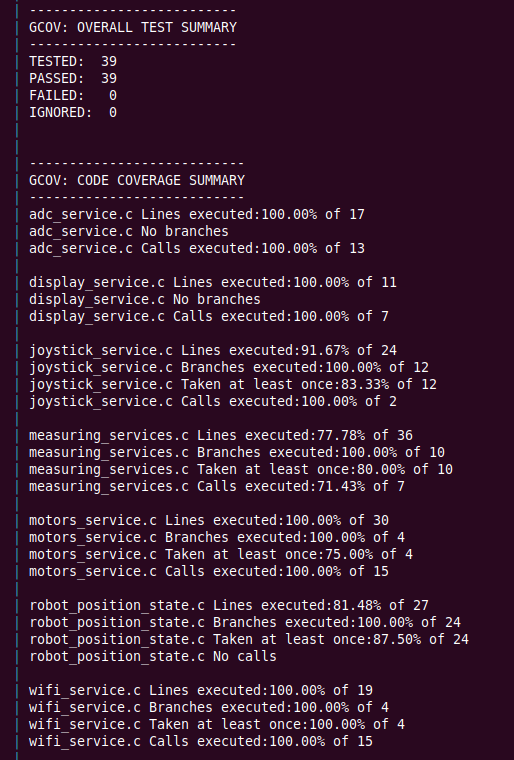 --------------------------
GCOV: OVERALL TEST SUMMARY
--------------------------
TESTED:  39
PASSED:  39
FAILED:   0
IGNORED:  0
---------------------------
GCOV: CODE COVERAGE SUMMARY
---------------------------
adc_service.c Lines executed:100.00% of 17
adc_service.c No branches
adc_service.c Calls executed:100.00% of 13
display_service.c Lines executed:100.00% of 11
display_service.c No branches
display_service.c Calls executed:100.00% of 7
joystick_service.c Lines executed:91.67% of 24
joystick_service.c Branches executed:100.00% of 12
joystick_service.c Taken at least once:83.33% of 12
joystick_service.c Calls executed:100.00% of 2
measuring_services.c Lines executed:77.78% of 36
measuring_services.c Branches executed:100.00% of 10
measuring_services.c Taken at least once:80.00% of 10
measuring_services.c Calls executed:71.43% of 7
motors_service.c Lines executed:100.00% of 30
motors_service.c Branches executed:100.00% of 4
motors_service.c Taken at least once:75.00% of 4
motors_service.c Calls executed:100.00% of 15
robot_position_state.c Lines executed:81.48% of 27
robot_position_state.c Branches executed:100.00% of 24
robot_position_state.c Taken at least once:87.50% of 24
robot_position_state.c No calls
wifi_service.c Lines executed:100.00% of 19
wifi_service.c Branches executed:100.00% of 4
wifi_service.c Taken at least once:100.00% of 4
wifi_service.c Calls executed:100.00% of 15